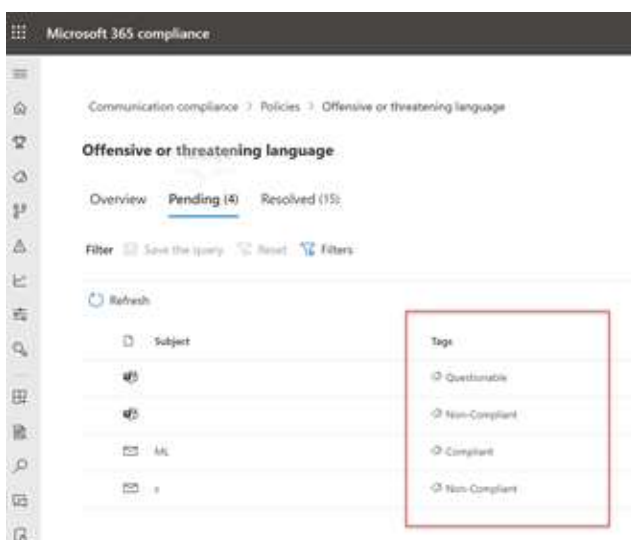 Microsoft 365 compliance
Communication compliance > Policies > Offensive or threatening language
Offensive or threatening language
Overview Pending (4) Resolved (15)
Filter Save the query Reset Filters
Refresh
Subject Tags
Questionable
Non-Compliant
ML Compliant
s Non-Compliant